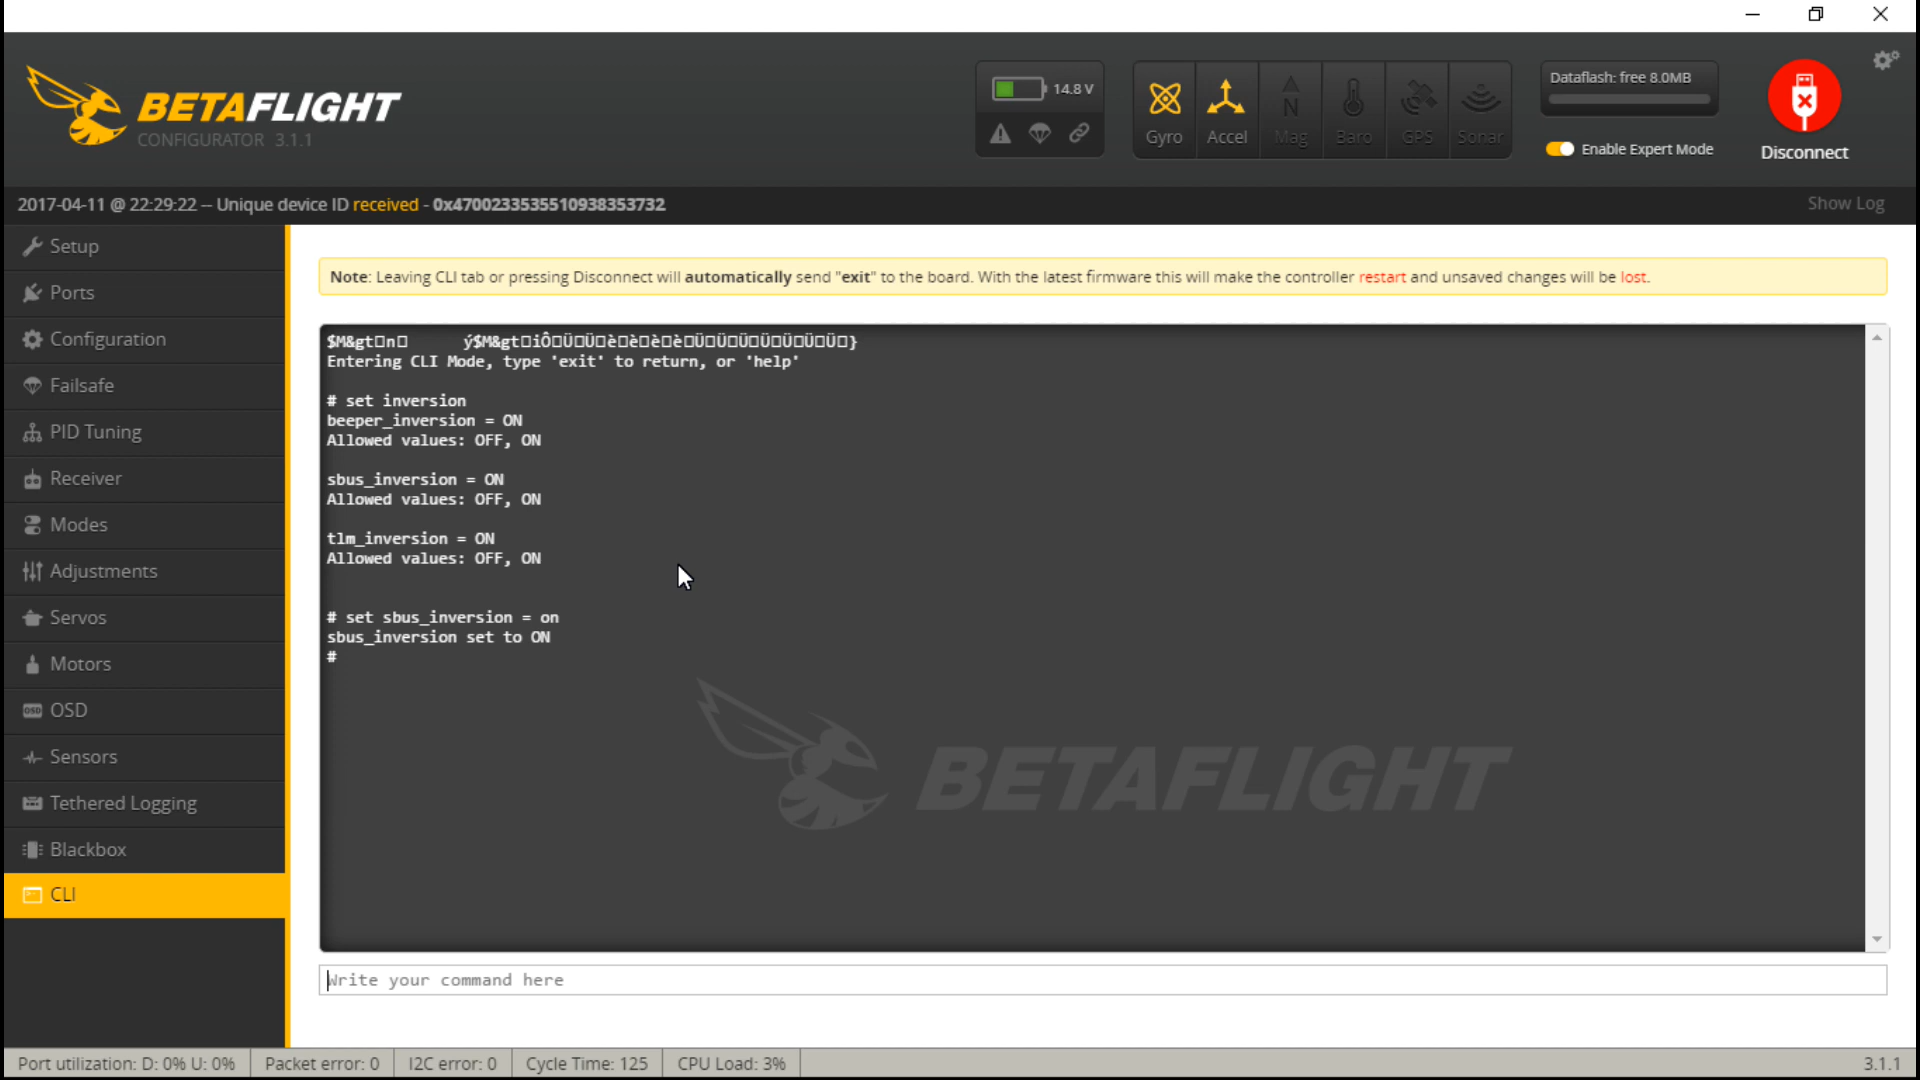 BETAFLIGHT
CONFIGURATOR 3.1.1
14.8 V
Gyro
Accel
Mag
Baro
GPS
Sonar
Dataflash: free 8.0MB
Enable Expert Mode
Disconnect
2017-04-11 @ 22:29:22 -- Unique device ID received - 0x4700233535510938353732
Show Log
Setup
Ports
Configuration
Failsafe
PID Tuning
Receiver
Modes
Adjustments
Servos
Motors
OSD
Sensors
Tethered Logging
Blackbox
CLI
Note: Leaving CLI tab or pressing Disconnect will automatically send "exit" to the board. With the latest firmware this will make the controller restart and unsaved changes will be lost.
$M&gt□n□ ý$M&gt□iÔ□Ü□Ü□è□è□è□è□Ü□Ü□Ü□Ü□Ü□Ü□Ü□}
Entering CLI Mode, type 'exit' to return, or 'help'
# set inversion
beeper_inversion = ON
Allowed values: OFF, ON
sbus_inversion = ON
Allowed values: OFF, ON
tlm_inversion = ON
Allowed values: OFF, ON
# set sbus_inversion = on
sbus_inversion set to ON
#
BETAFLIGHT
Write your command here
Port utilization: D: 0% U: 0%
Packet error: 0
I2C error: 0
Cycle Time: 125
CPU Load: 3%
3.1.1